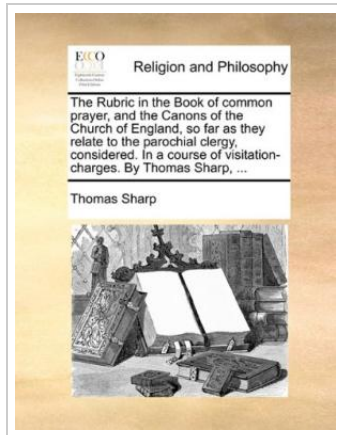 ECCO
Religion and Philosophy
The Rubric in the Book of common
prayer, and the Canons of the
Church of England, so far as they
relate to the parochial clergy,
considered. In a course of visitation-
charges. By Thomas Sharp, ...
Thomas Sharp